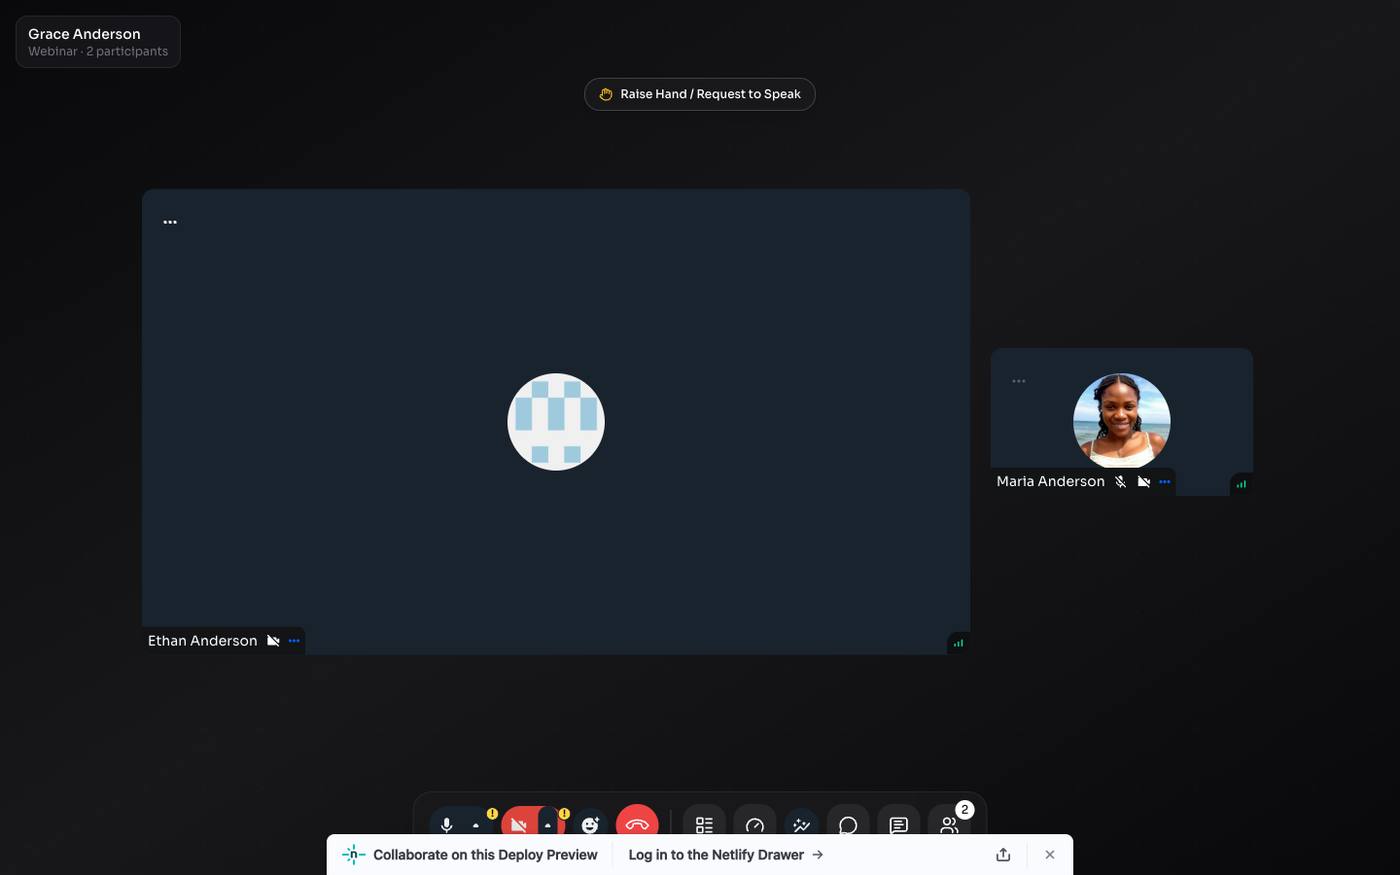 Grace Anderson
Webinar · 2 participants
Raise Hand / Request to Speak
Maria Anderson
Ethan Anderson
!
!
2
n
Collaborate on this Deploy Preview
Log in to the Netlify Drawer →